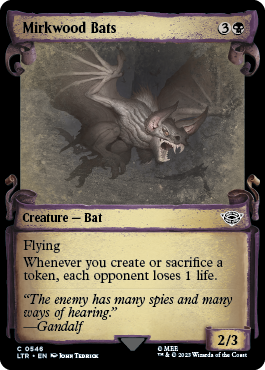 Mirkwood Bats 3
Creature — Bat
Flying
Whenever you create or sacrifice a
token, each opponent loses 1 life.
“The enemy has many spies and many
ways of hearing.”
—Gandalf
2/3
C 0546
LTR • EN JOHN TEDRICK
© MEE
™ & © 2023 Wizards of the Coast